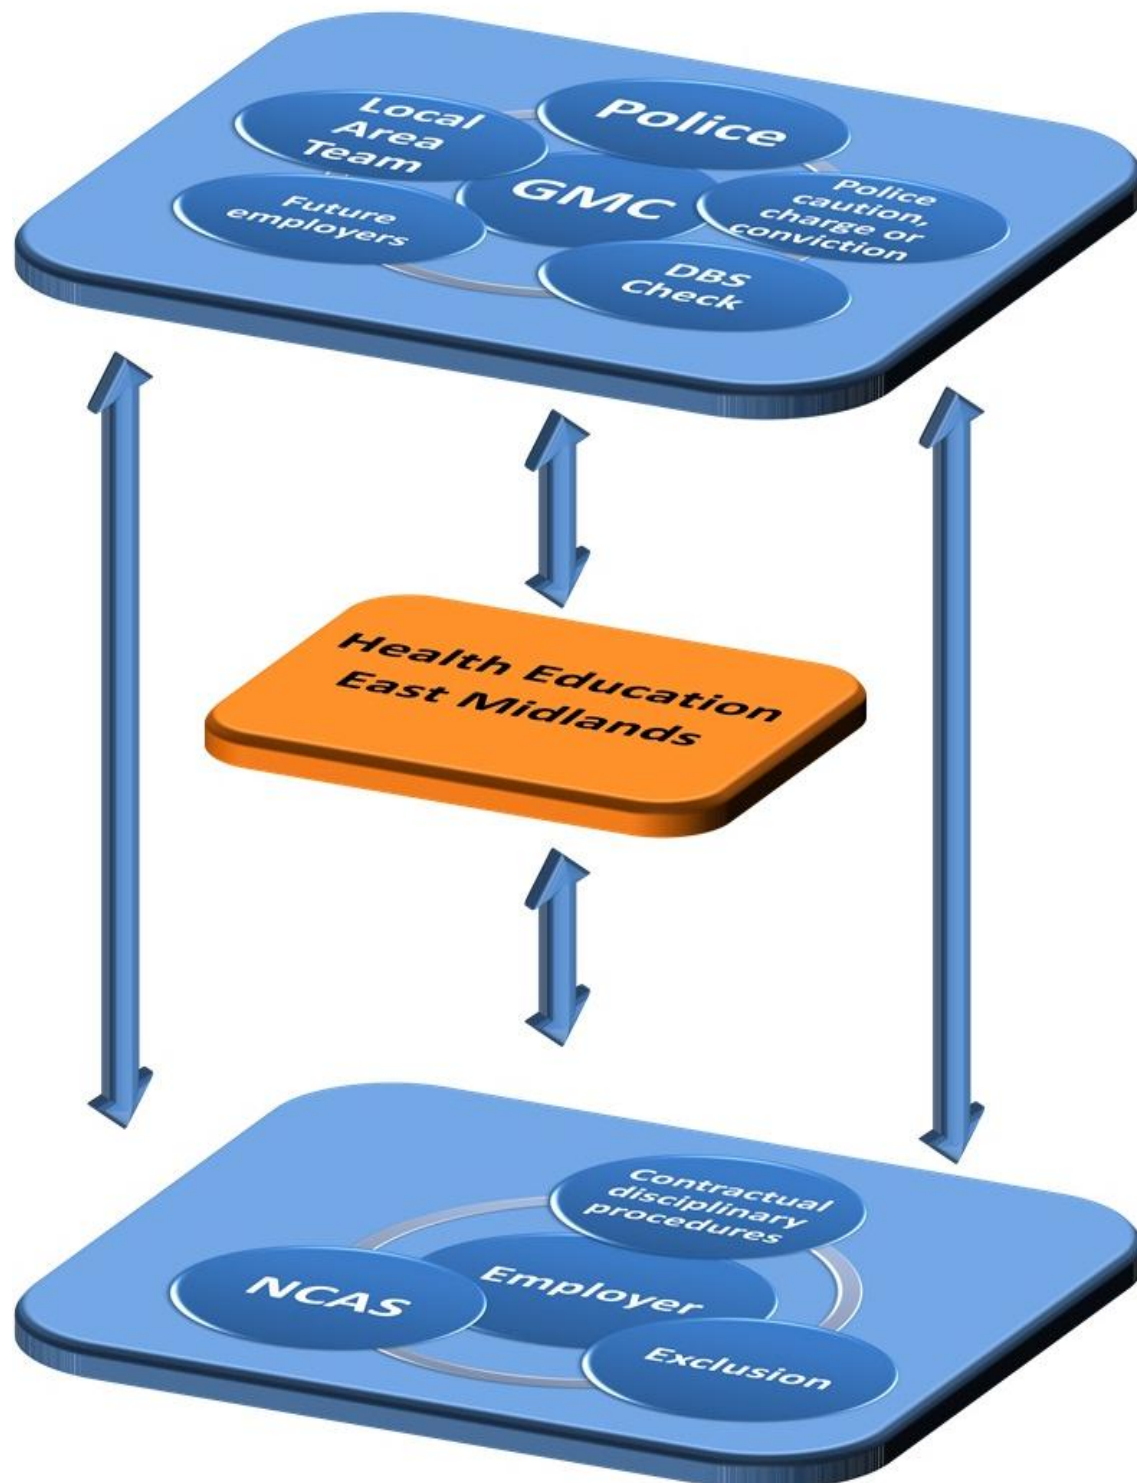 Local
Area
Team
Police
GMC
Future
employers
Police
caution,
charge or
conviction
DBS
Check
Health Education
East Midlands
Contractual
disciplinary
procedures
Employer
NCAS
Exclusion